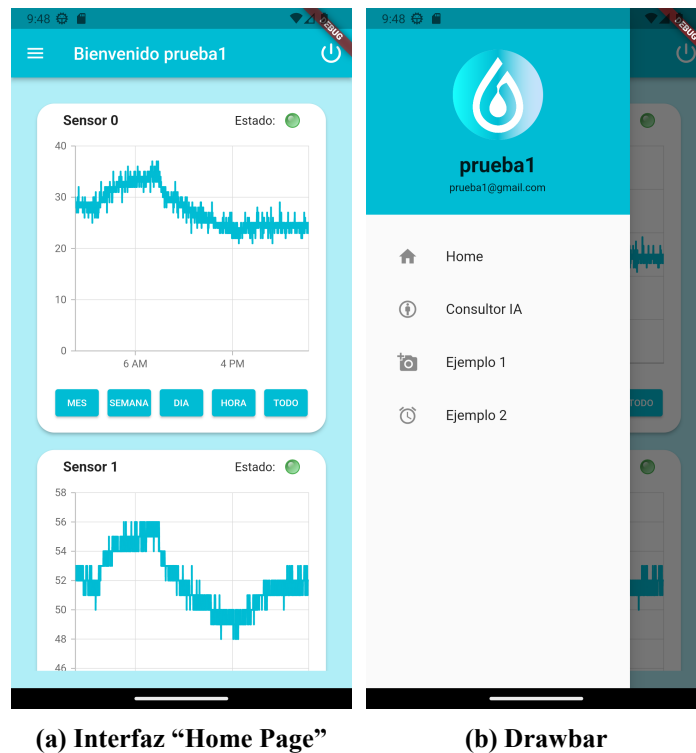 9:48
DEBUG
Bienvenido prueba1
Sensor 0
Estado:
40
30
20
10
0
6 AM
4 PM
MES
SEMANA
DIA
HORA
TODO
Sensor 1
Estado:
58
56
54
52
50
48
46
(a) Interfaz “Home Page”
9:48
DEBUG
prueba1
prueba1@gmail.com
Home
Consultor IA
Ejemplo 1
Ejemplo 2
TODO
(b) Drawbar